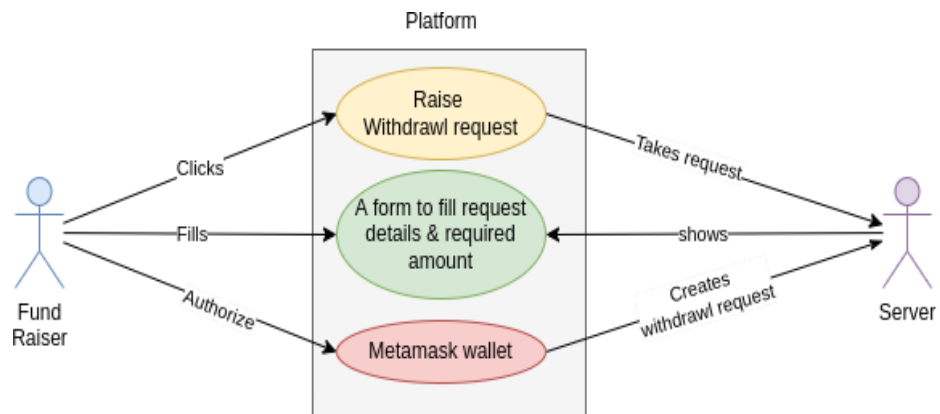 Platform
Raise
Withdrawl request
Clicks
Takes request
A form to fill request
details & required
amount
Fills
shows
Authorize
Creates
withdrawl request
Metamask wallet
Fund
Raiser
Server